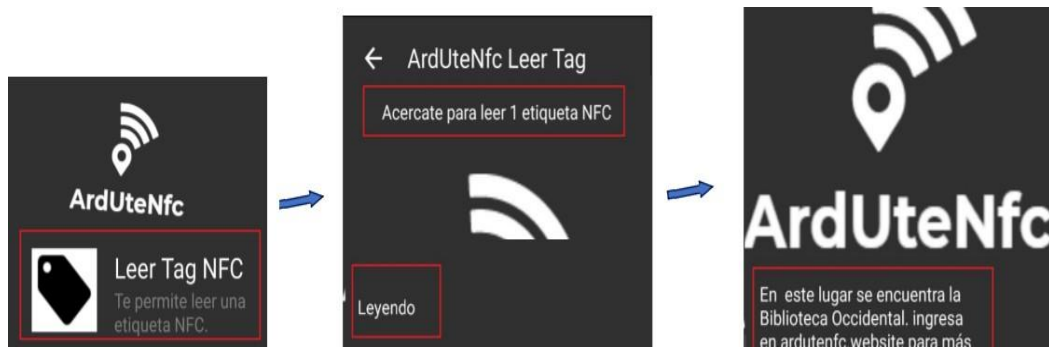 ArdUteNfc
Leer Tag NFC
Te permite leer una
etiqueta NFC.
ArdUteNfc Leer Tag
Acercate para leer 1 etiqueta NFC
Leyendo
ArdUteNfc
En este lugar se encuentra la
Biblioteca Occidental. ingresa
en ardutenfc.website para más